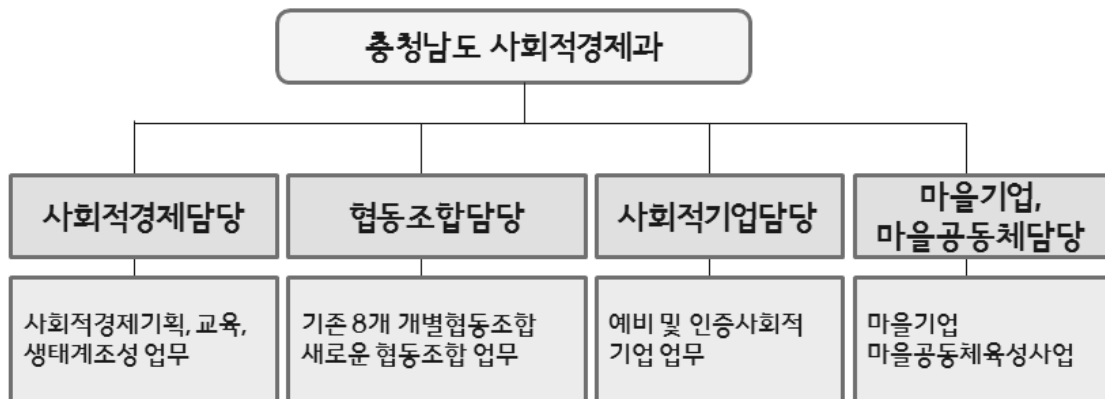 충청남도 사회적경제과
사회적경제담당
협동조합담당
사회적기업담당
마을기업,
마을공동체담당
사회적경제기획, 교육,
생태계조성 업무
기존 8개 개별협동조합
새로운 협동조합 업무
예비 및 인증사회적
기업 업무
마을기업
마을공동체육성사업